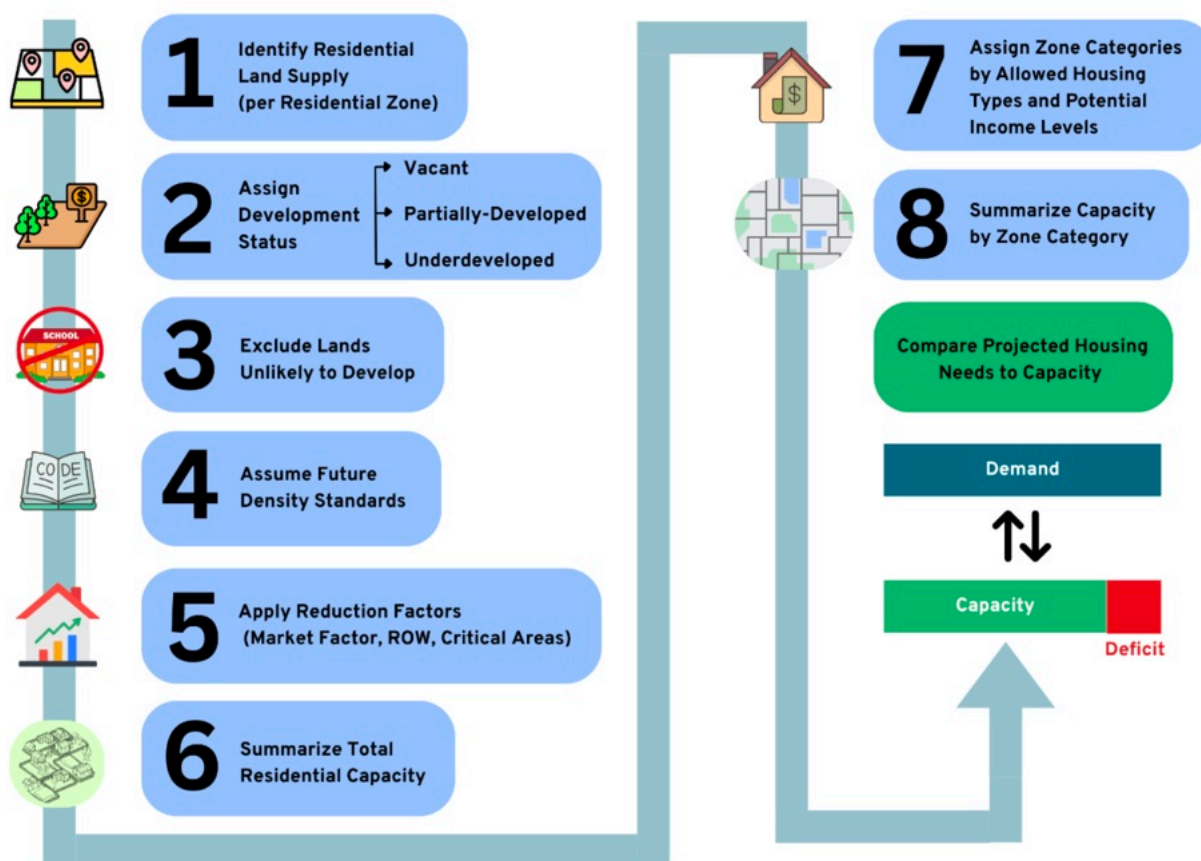 1
Identify Residential
Land Supply
(per Residential Zone)
2
Assign
Development
Status
Vacant
Partially-Developed
Underdeveloped
SCHOOL
3
Exclude Lands
Unlikely to Develop
CODE
4
Assume Future
Density Standards
5
Apply Reduction Factors
(Market Factor, ROW, Critical Areas)
6
Summarize Total
Residential Capacity
$
7
Assign Zone Categories
by Allowed Housing
Types and Potential
Income Levels
8
Summarize Capacity
by Zone Category
Compare Projected Housing
Needs to Capacity
Demand
Capacity
Deficit